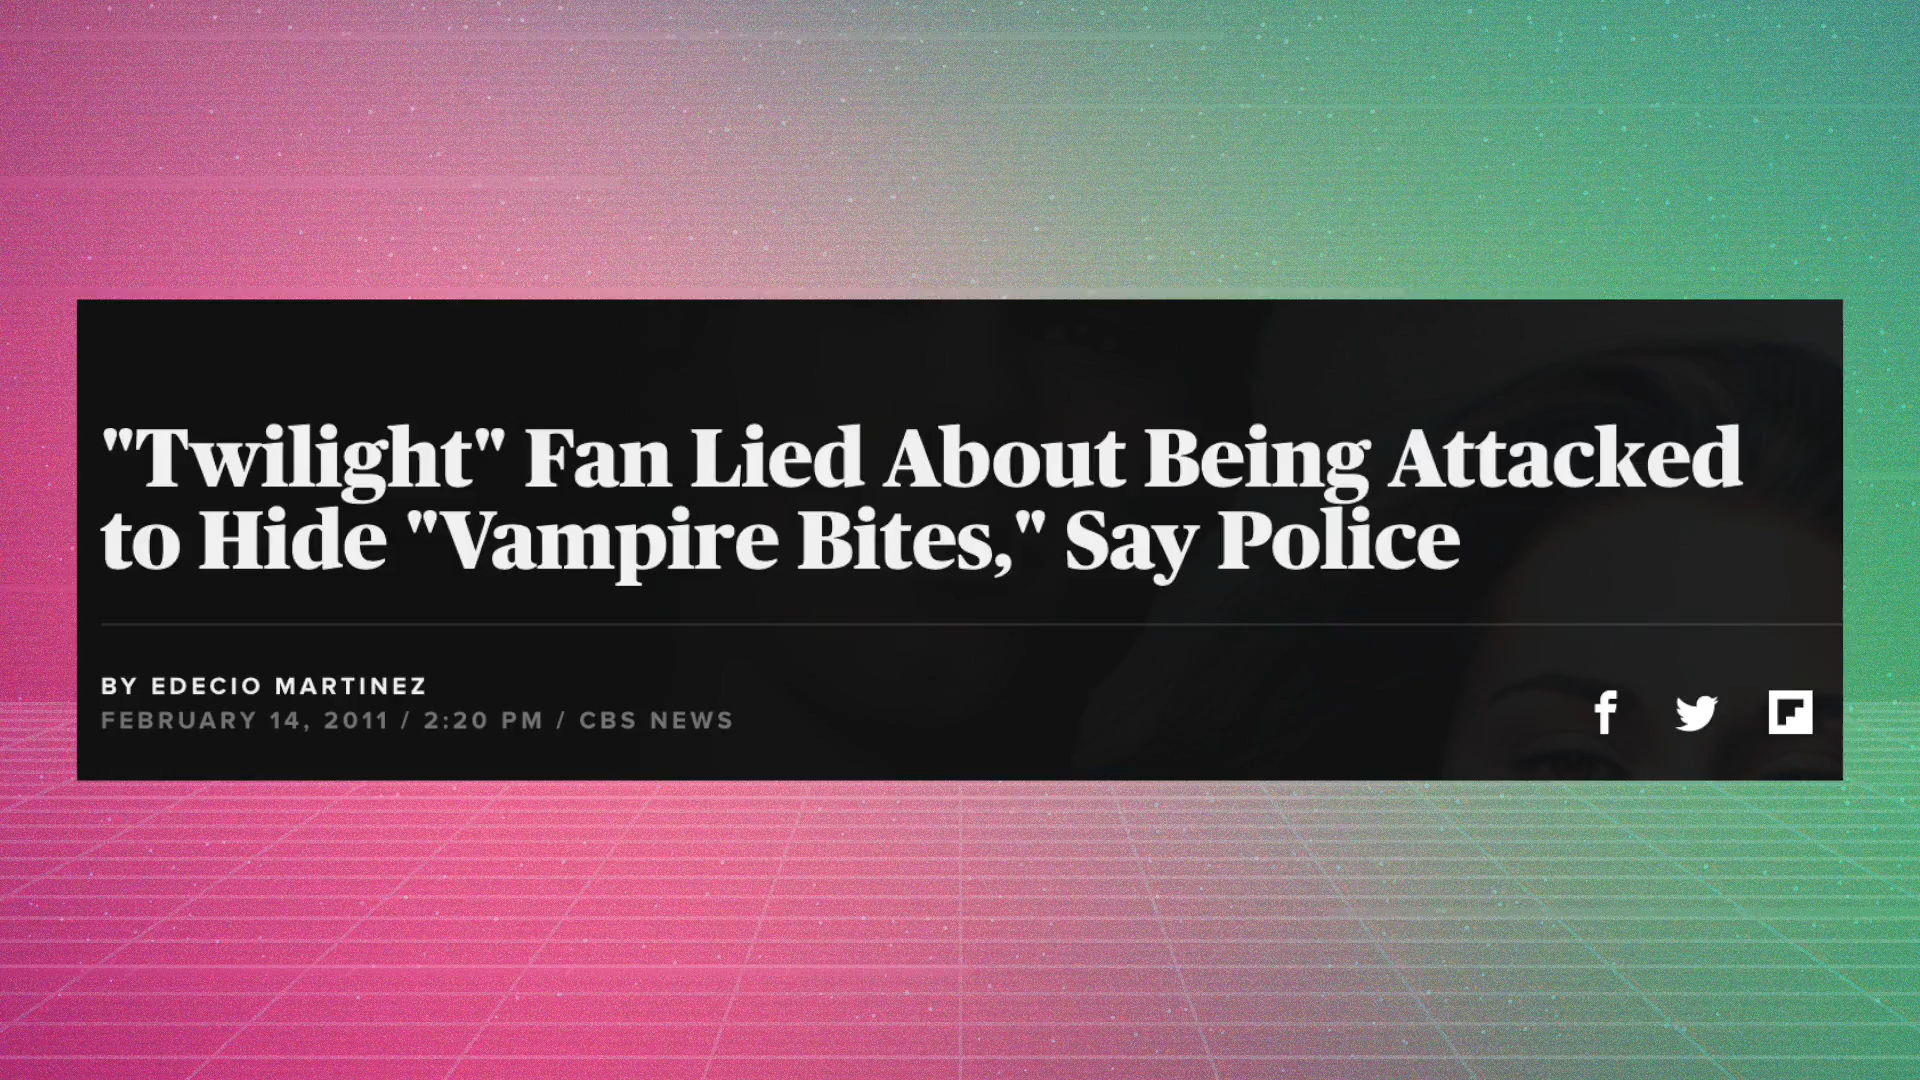 "Twilight" Fan Lied About Being Attacked
to Hide "Vampire Bites," Say Police
BY EDECIO MARTINEZ
FEBRUARY 14, 2011 / 2:20 PM / CBS NEWS